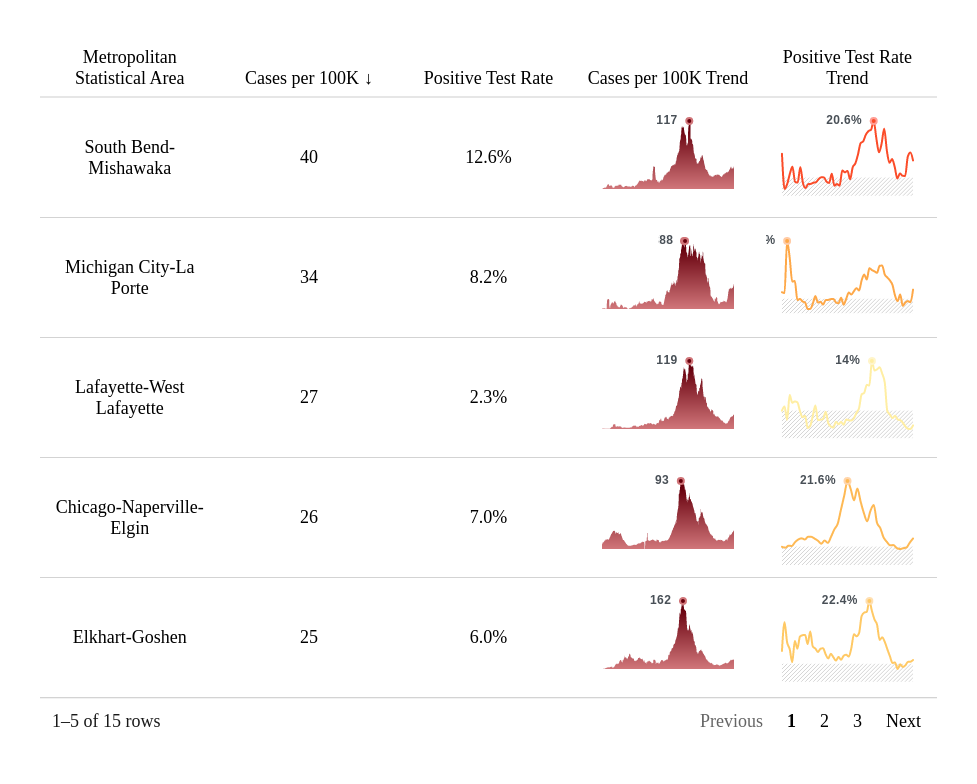 Metropolitan
Statistical Area
Cases per 100K ↓
Positive Test Rate
Cases per 100K Trend
Positive Test Rate
Trend
South Bend-
Mishawaka
40
12.6%
117
20.6%
Michigan City-La
Porte
34
8.2%
88
%
Lafayette-West
Lafayette
27
2.3%
119
14%
Chicago-Naperville-
Elgin
26
7.0%
93
21.6%
Elkhart-Goshen
25
6.0%
162
22.4%
1–5 of 15 rows
Previous 1 2 3 Next